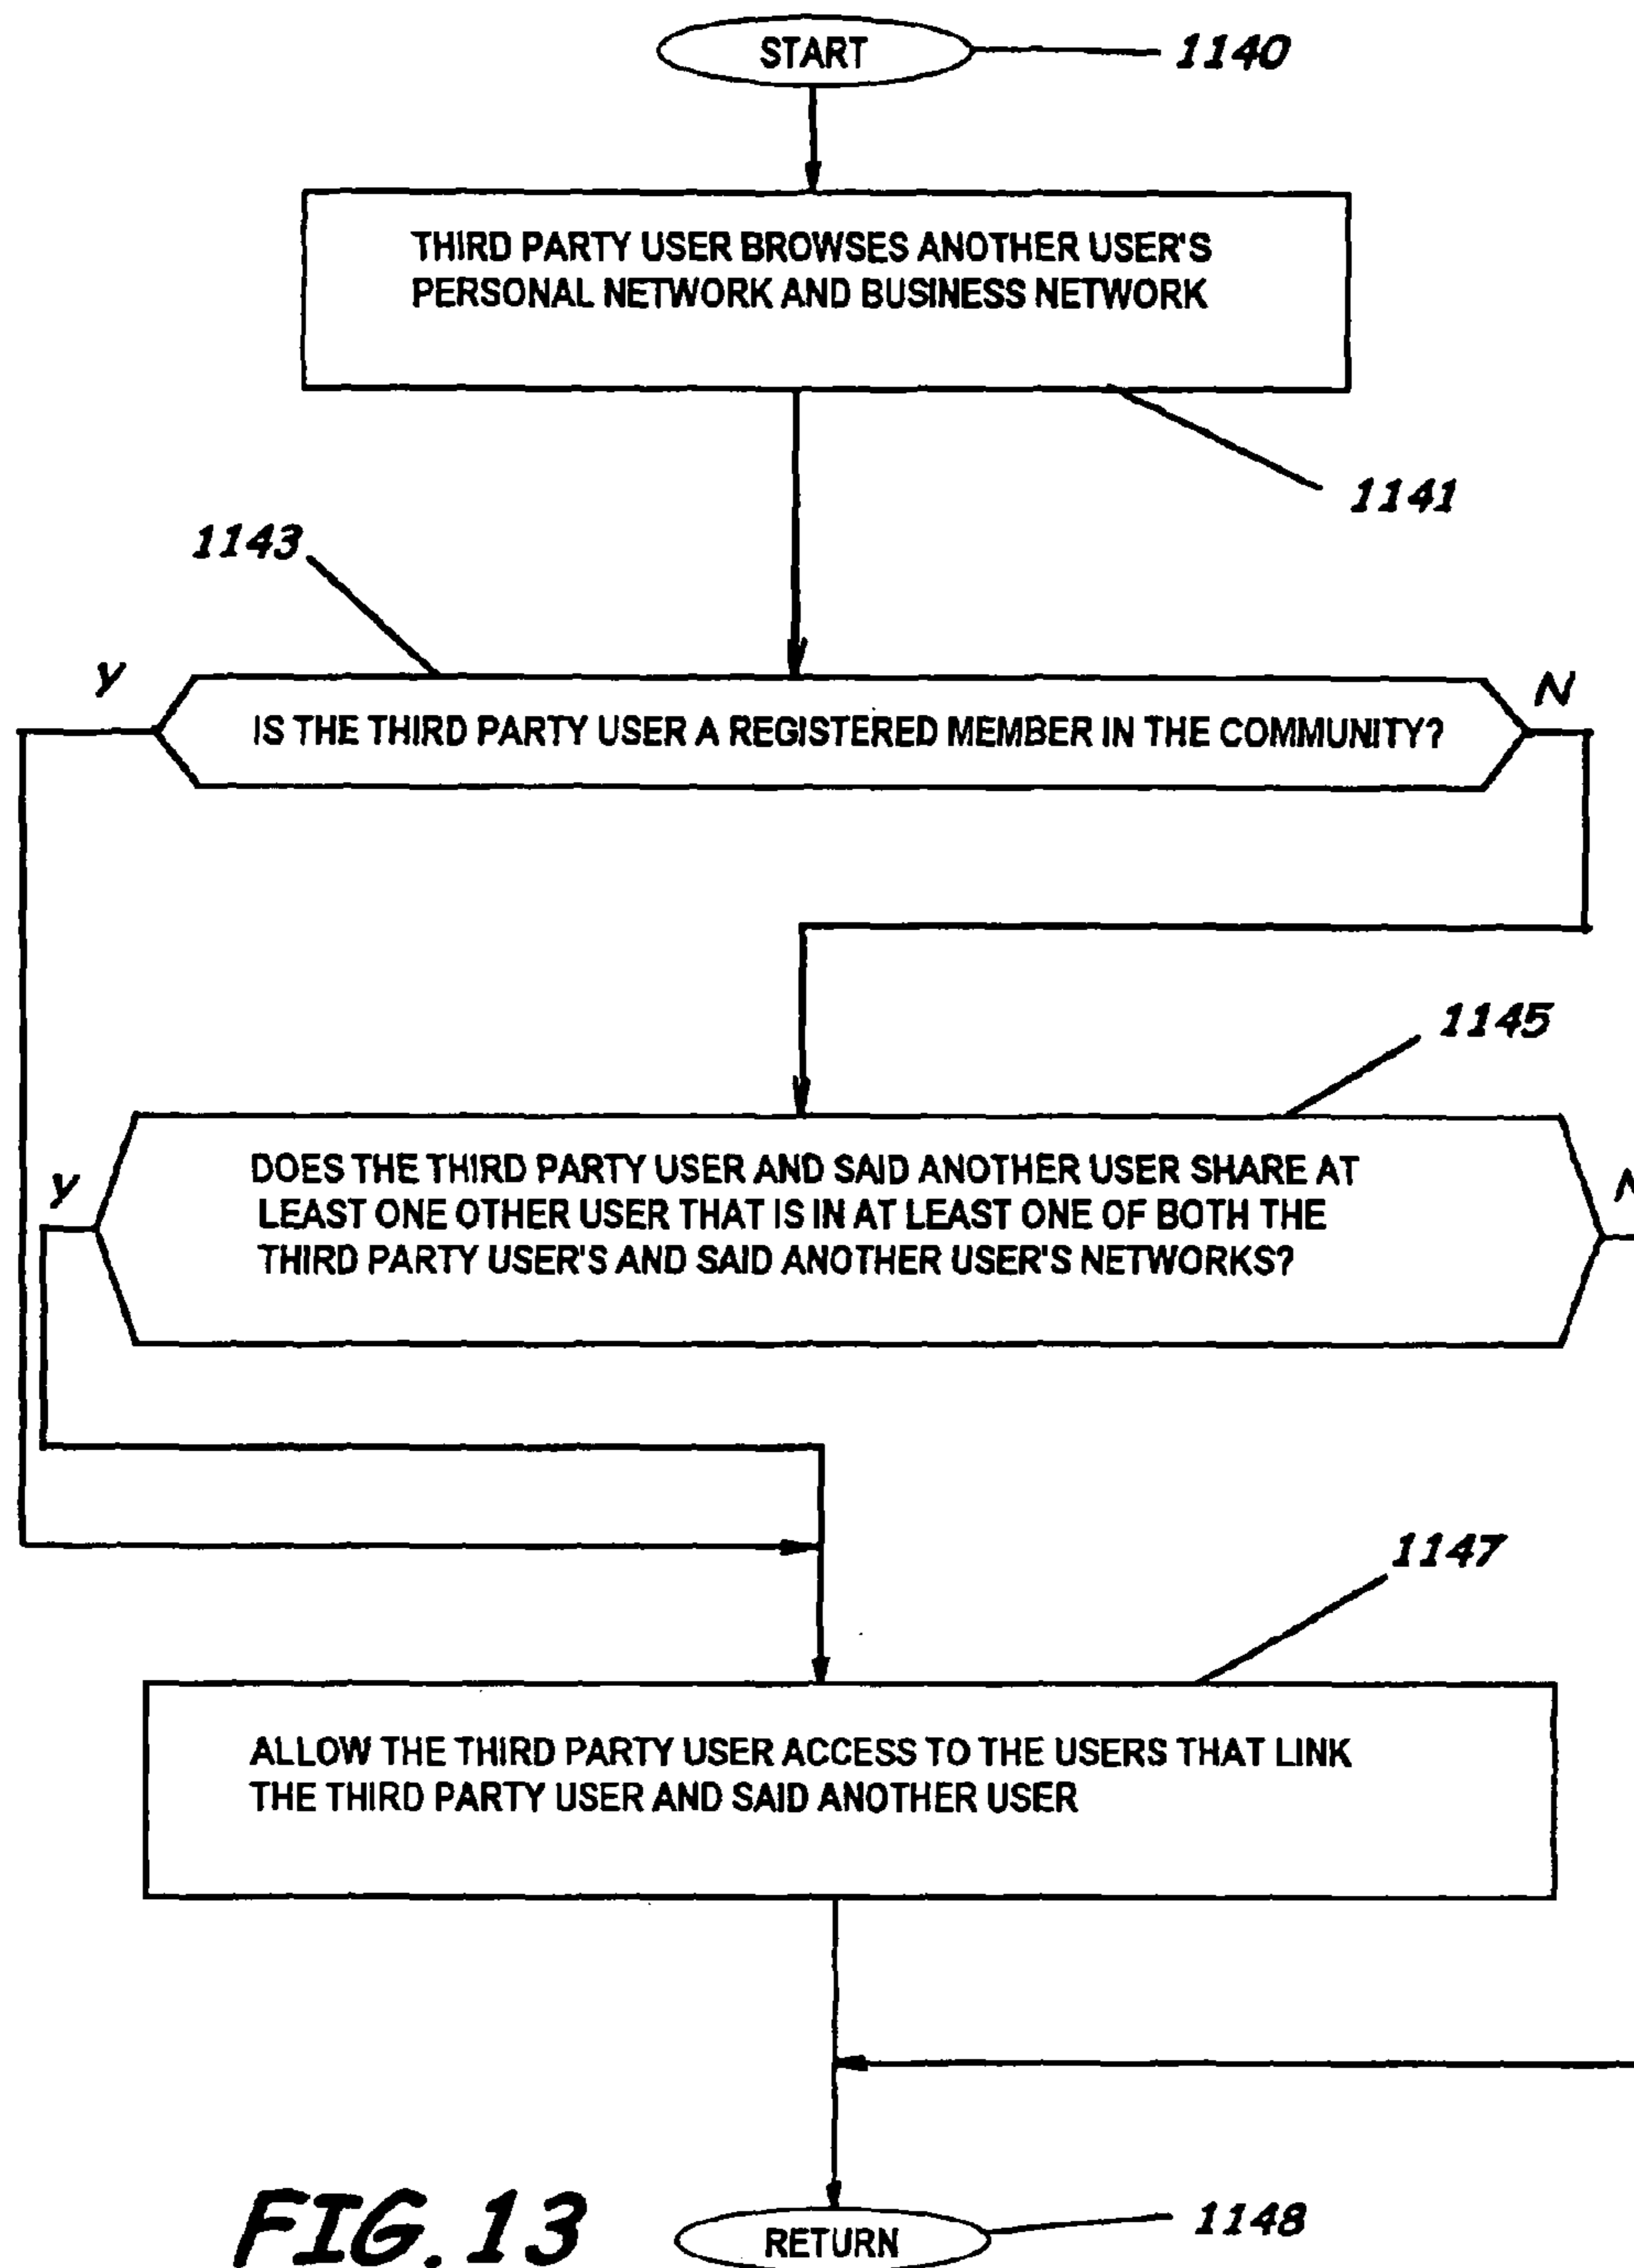 START
1140
THIRD PARTY USER BROWSES ANOTHER USER'S
PERSONAL NETWORK AND BUSINESS NETWORK
1141
1143
Y
N
IS THE THIRD PARTY USER A REGISTERED MEMBER IN THE COMMUNITY?
1145
Y
N
DOES THE THIRD PARTY USER AND SAID ANOTHER USER SHARE AT
LEAST ONE OTHER USER THAT IS IN AT LEAST ONE OF BOTH THE
THIRD PARTY USER'S AND SAID ANOTHER USER'S NETWORKS?
1147
ALLOW THE THIRD PARTY USER ACCESS TO THE USERS THAT LINK
THE THIRD PARTY USER AND SAID ANOTHER USER
FIG. 13
RETURN
1148